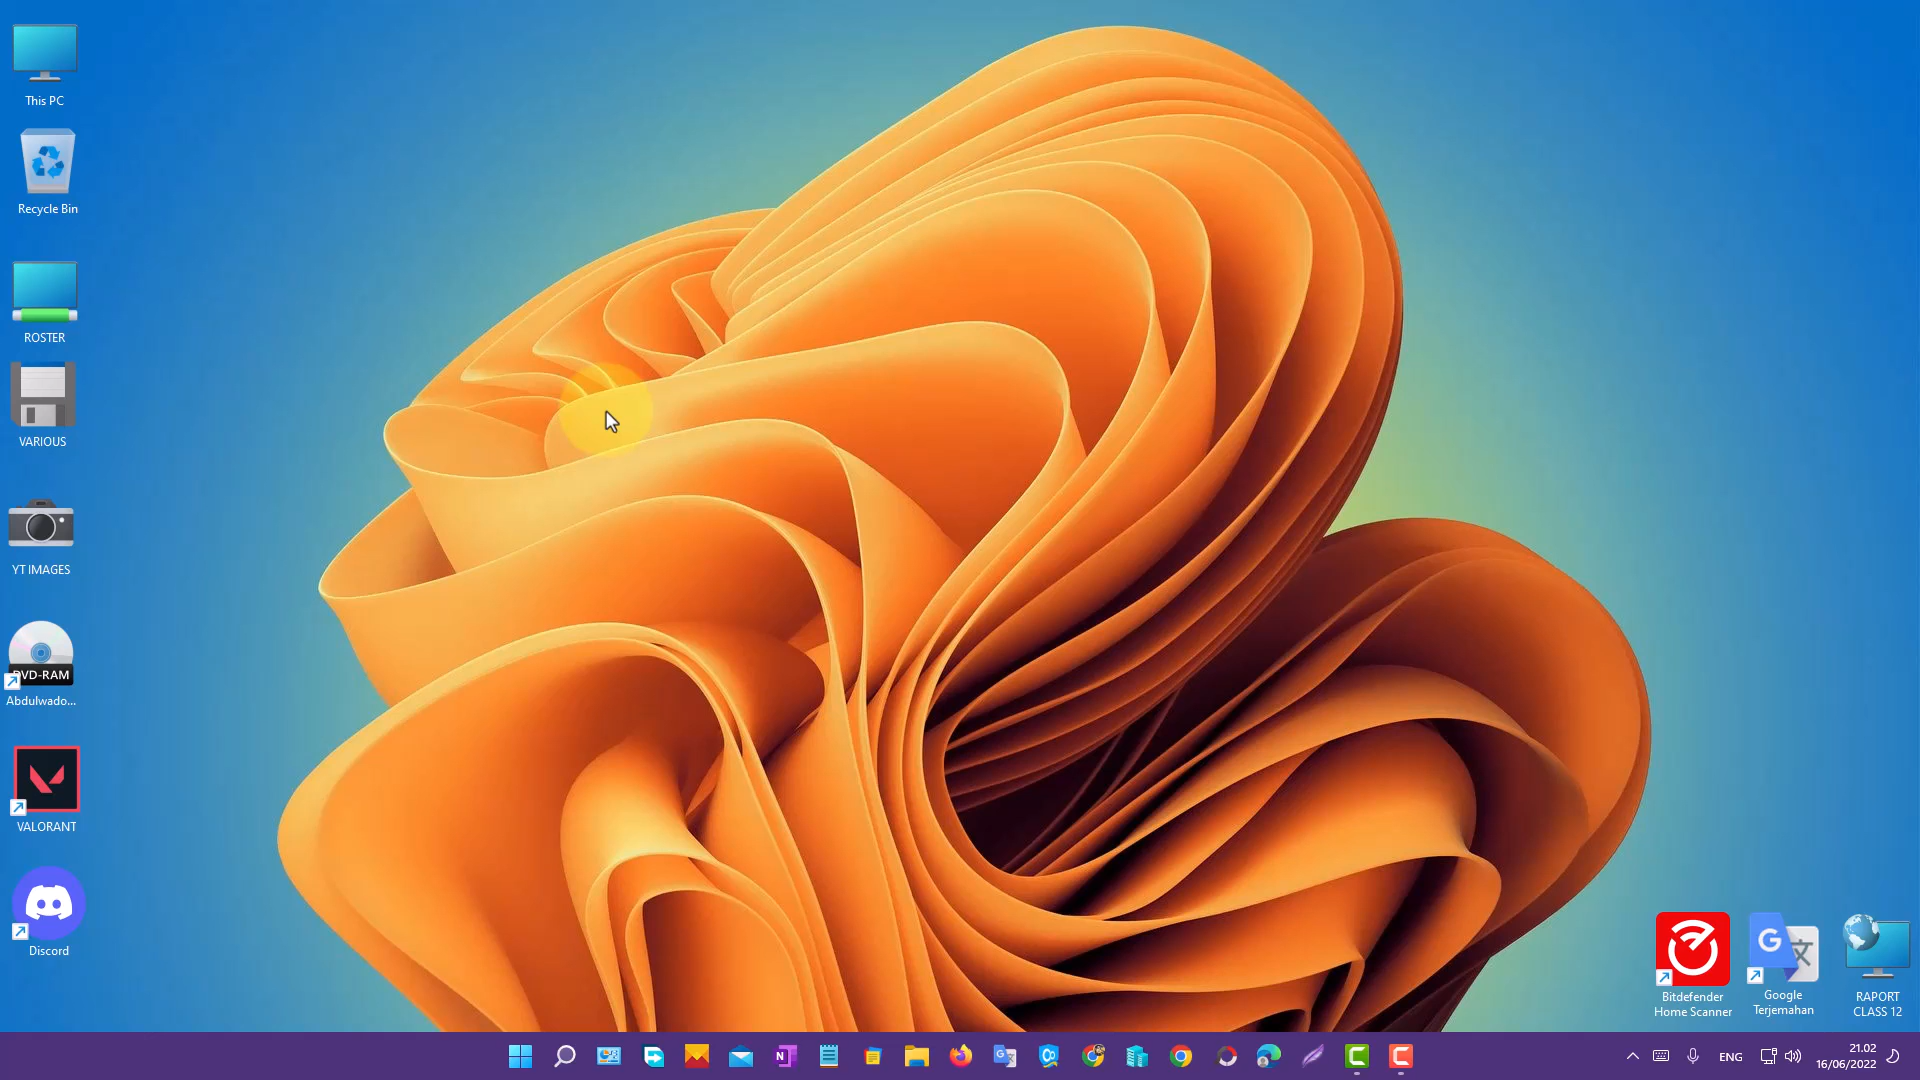 This PC
Recycle Bin
ROSTER
VARIOUS
YT IMAGES
DVD-RAM
Abdulwado...
VALORANT
Discord
Bitdefender
Home Scanner
G
Google
Terjemahan
RAPORT
CLASS 12
N
ENG
21.02
16/06/2022